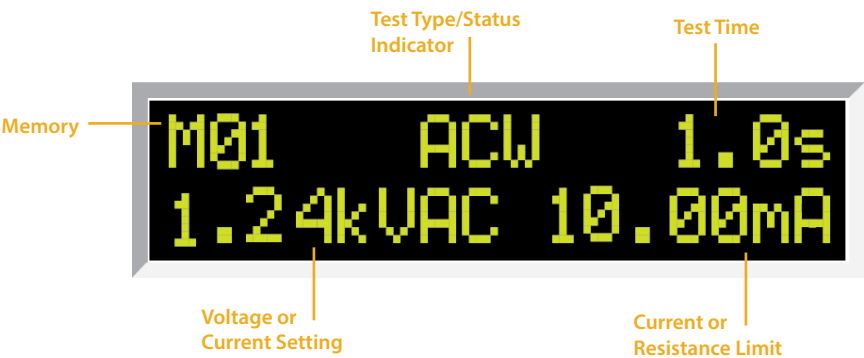 Test Type/Status
Indicator
Test Time
Memory
M01 ACW 1.0s
1.24kVAC 10.00mA
Voltage or
Current Setting
Current or
Resistance Limit